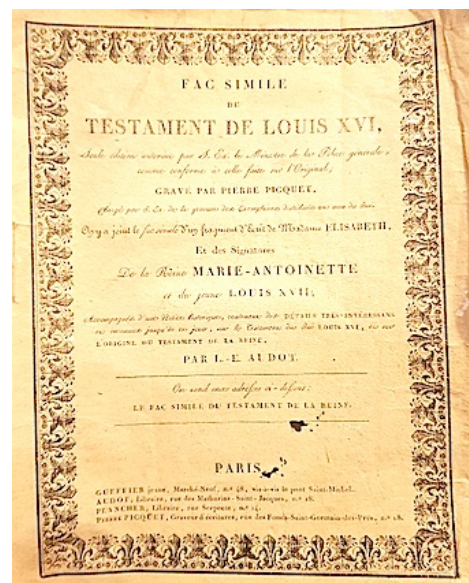 FAC SIMILE
DU
TESTAMENT DE LOUIS XVI,
Seule édition autorisée par S. Ex. le Ministre de la Police générale,
comme conforme à celle faite sur l'Original;
GRAVÉ PAR PIERRE PICQUET,
par S. Ex. des
On y a joint le fac simile d'un fragment d'Écrit de Madame ELISABETH,
Et des Signatures
De la Reine MARIE-ANTOINETTE
et du jeune LOUIS XVII;
Accompagné d'une Notice historique, contenant des DÉTAILS TRÈS-INTÉRESSANS
jusqu'à ce jour, sur le Testament du LOUIS XVI, et sur
L'ORIGINE DU TESTAMENT DE LA REINE,
PAR L.-E. AUDOT.
On vend aux adresses ci-dessous:
LE FAC SIMILE DU TESTAMENT DE LA REINE.
PARIS
GUEFFIER jeune, Marché-Neuf, n.° 48, vis-à-vis le pont Saint-Michel.
AUDOT, Libraire, rue des Mathurins-Saint-Jacques, n.° 18.
PLANCHER, Libraire, rue Serpente, n.° 14.
Pierre PICQUET, Graveur d'écritures, rue des Fossés-Saint-Germain-des-Prés, n.° 18.